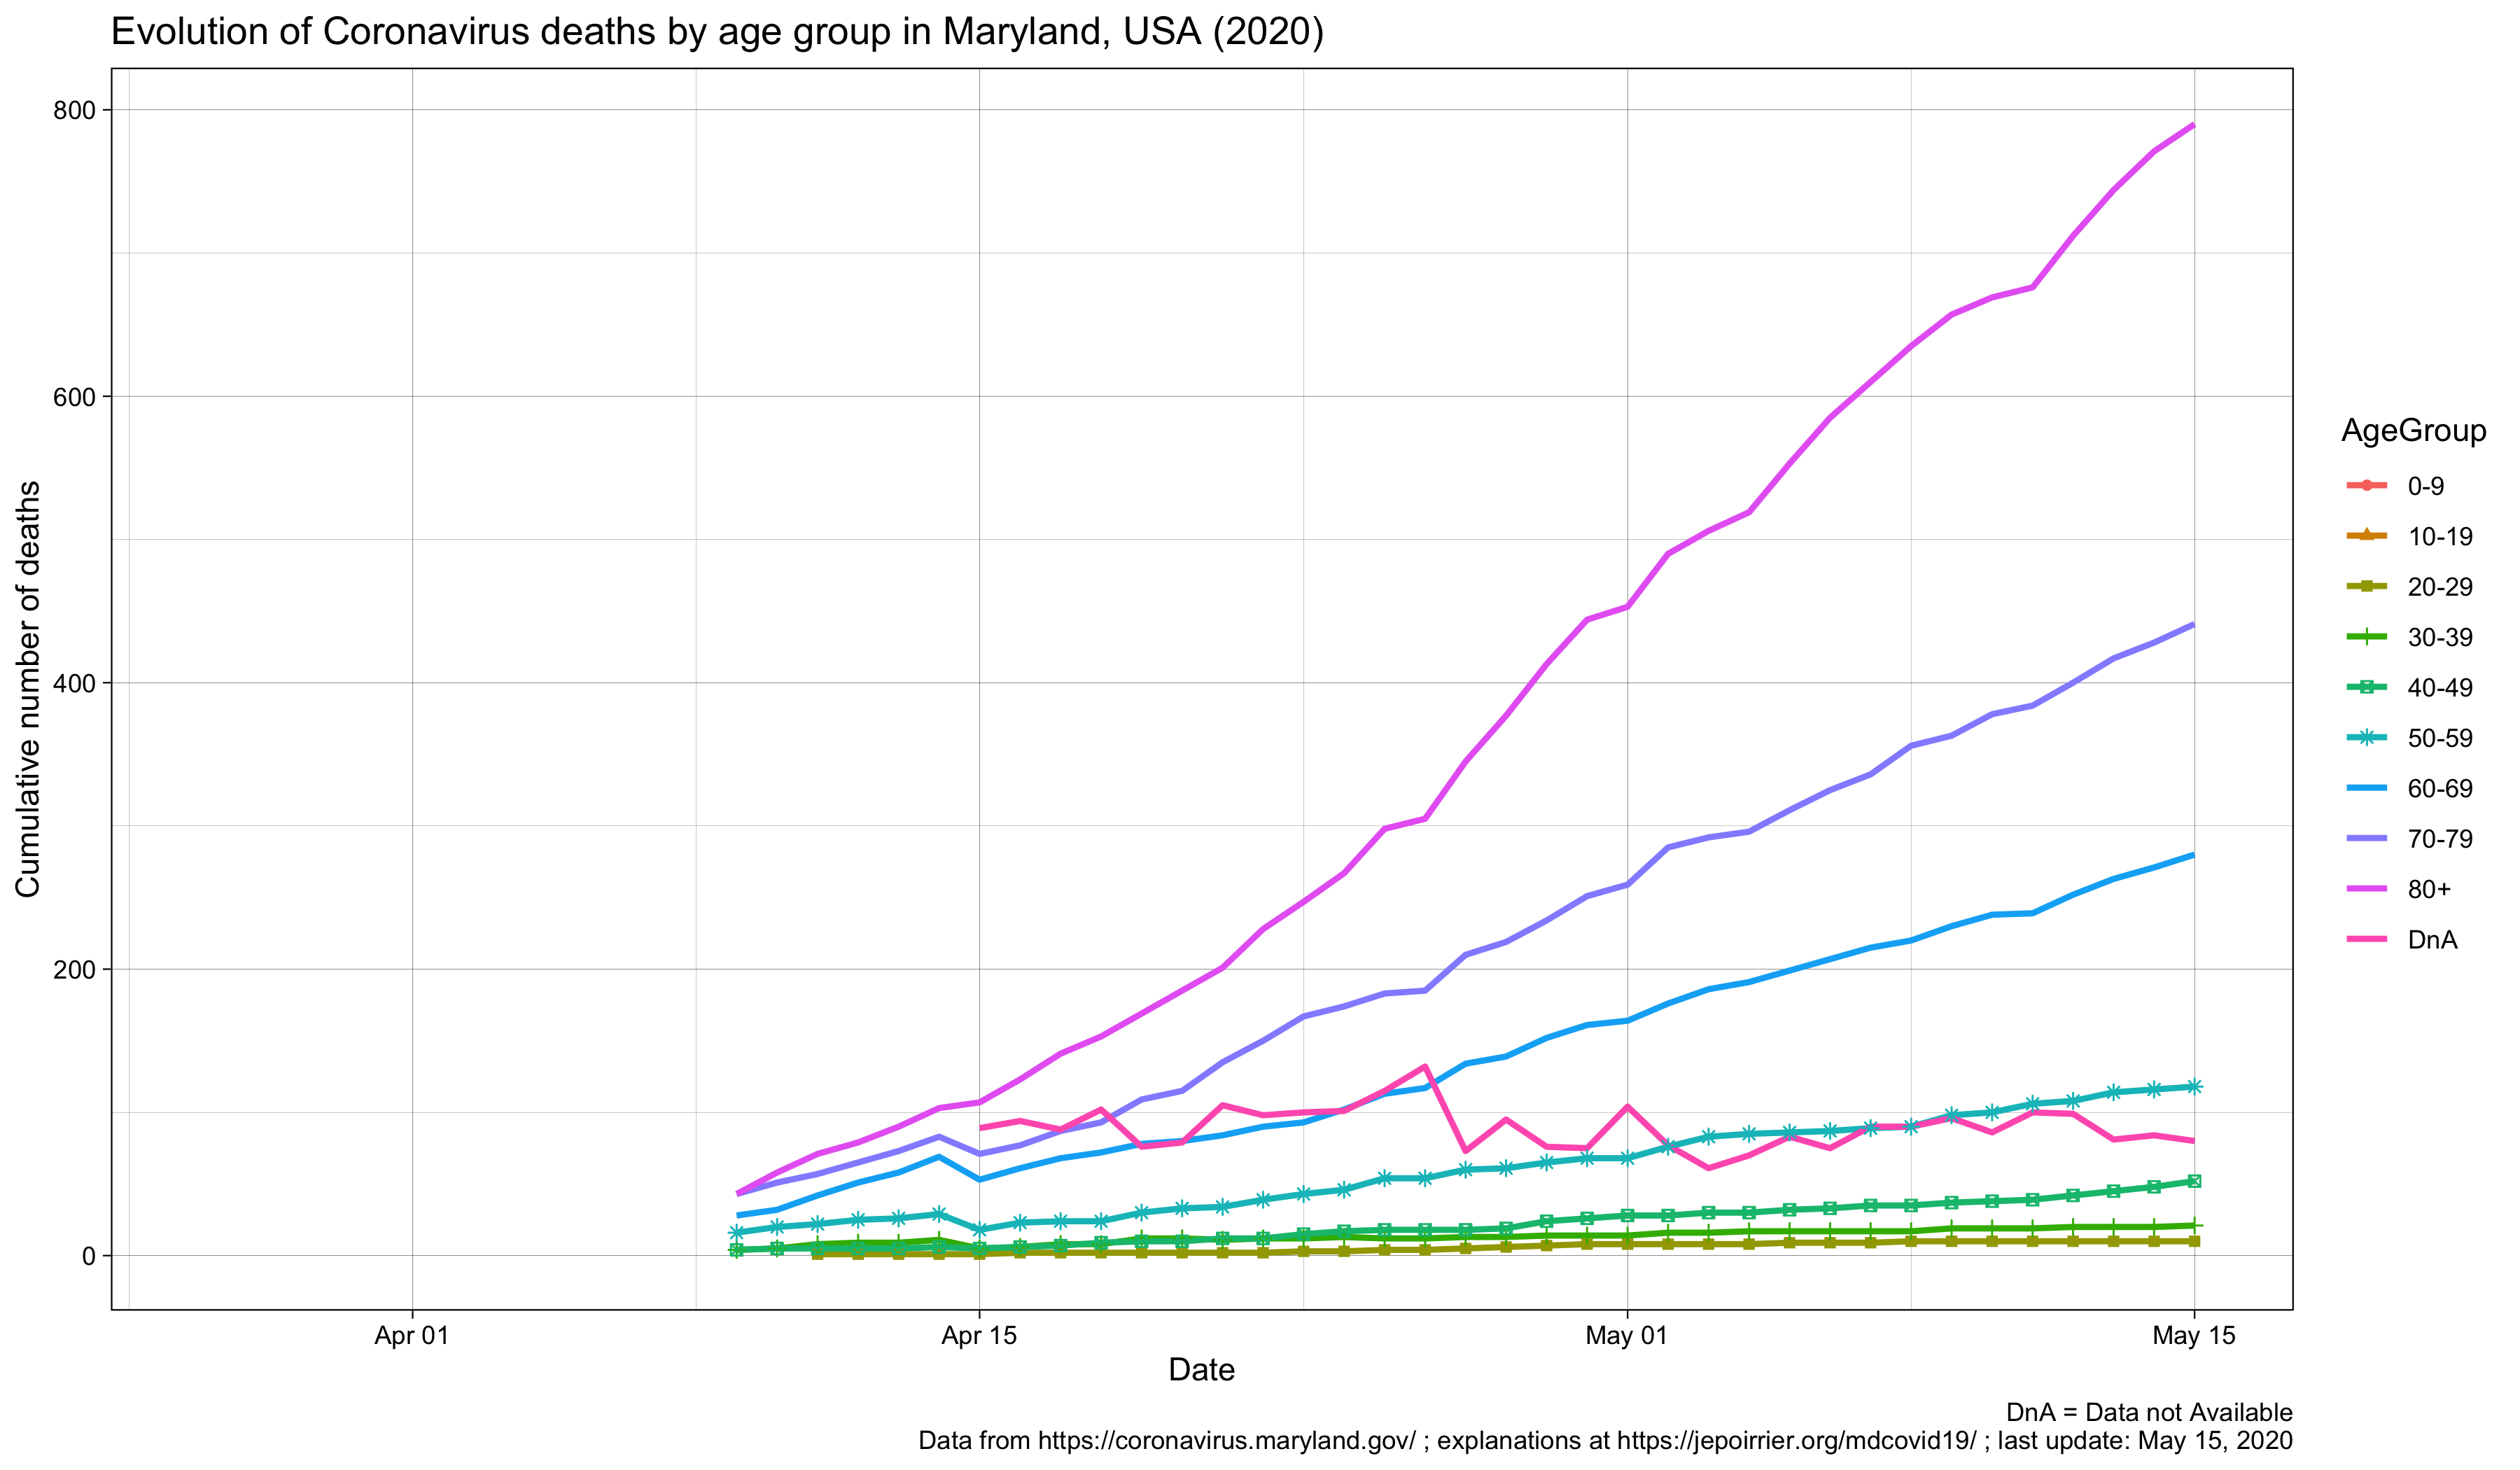 Evolution of Coronavirus deaths by age group in Maryland, USA (2020)
Cumulative number of deaths
800
600
400
200
0
Apr 01
Apr 15
May 01
May 15
Date
AgeGroup
0-9
10-19
20-29
30-39
40-49
50-59
60-69
70-79
80+
DnA
DnA = Data not Available
Data from https://coronavirus.maryland.gov/ ; explanations at https://jepoirrier.org/mdcovid19/ ; last update: May 15, 2020